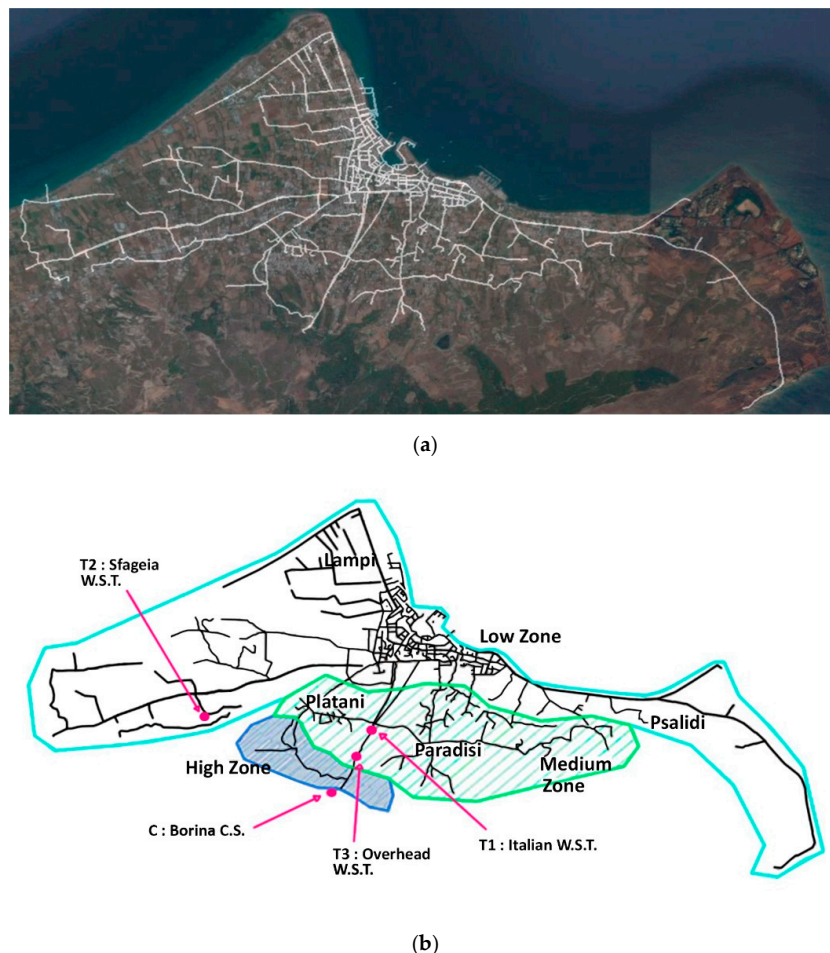 (a)
Lampi
T2 : Sfageia
W.S.T.
Low Zone
Platani
Psalidi
Paradisi
High Zone
Medium
Zone
C : Borina C.S.
T3 : Overhead
W.S.T.
T1 : Italian W.S.T.
(b)